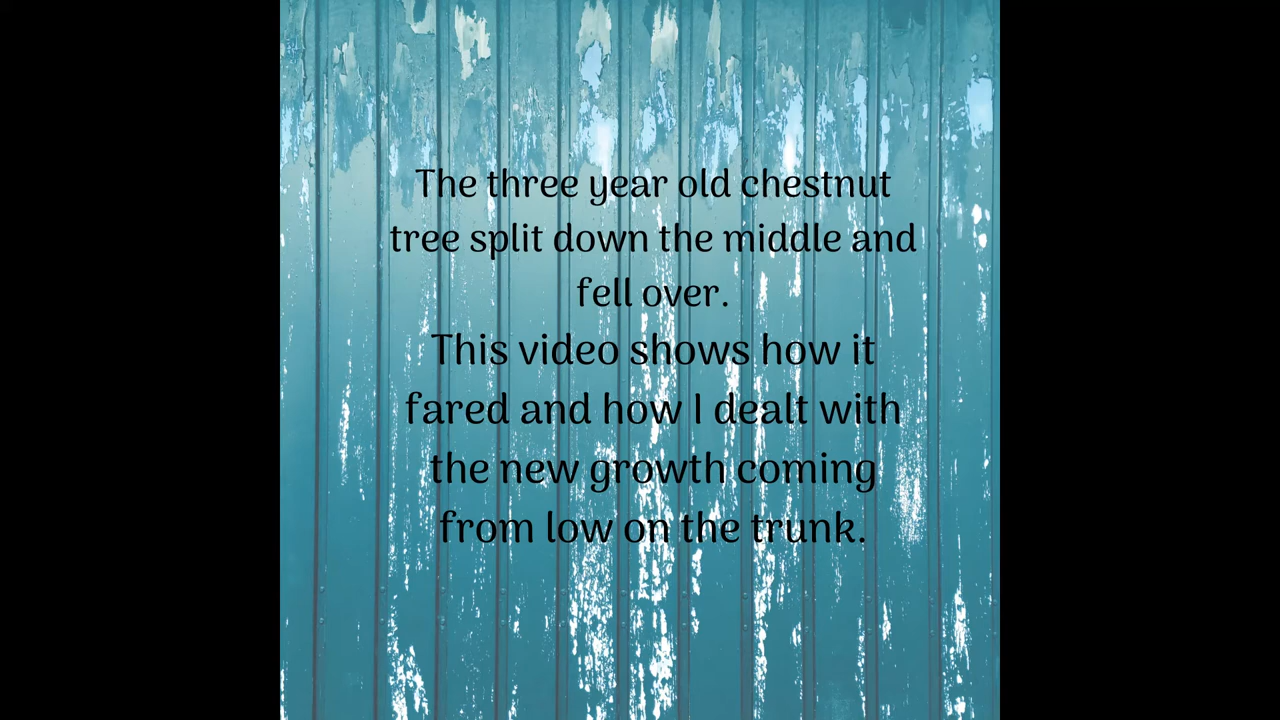 The three year old chestnut
tree split down the middle and
fell over.
This video shows how it
fared and how I dealt with
the new growth coming
from low on the trunk.